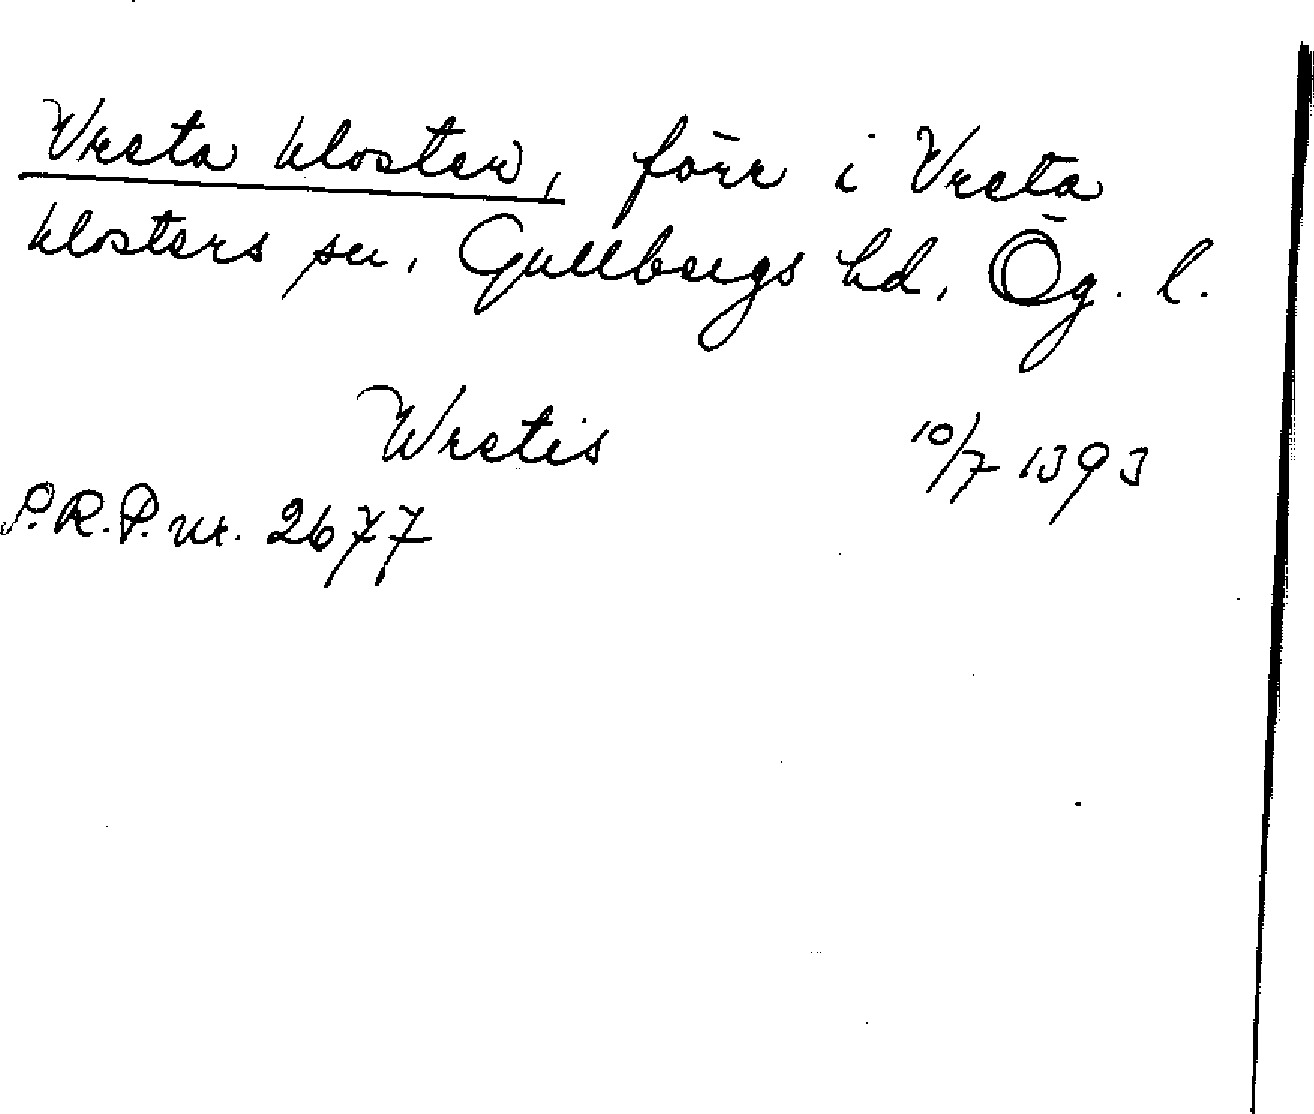 Vreta kloster, förr i Vreta
klosters sn, Gullbergs hd, Ög. l.
Wretis 10/7 1393
S.R.P. nr. 2677